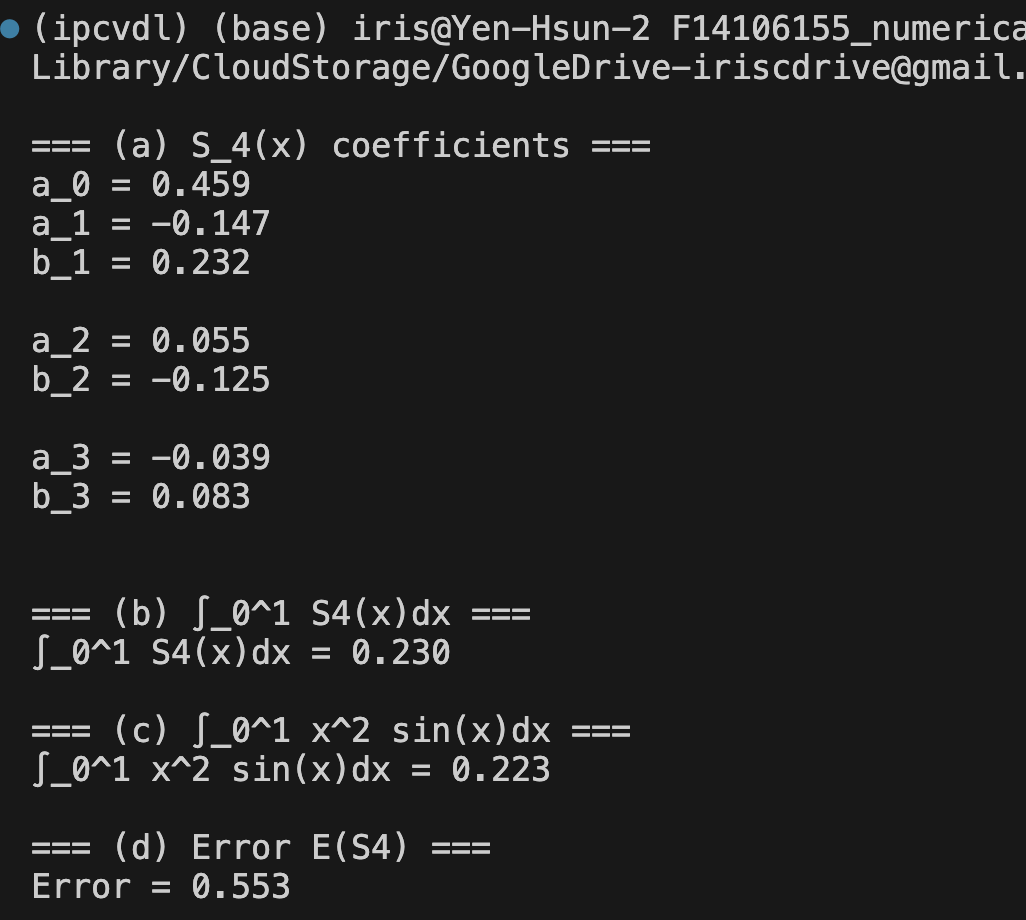 (ipcvdl) (base) iris@Yen-Hsun-2 F14106155_numerica
Library/CloudStorage/GoogleDrive-iriscdrive@gmail.
=== (a) S_4(x) coefficients ===
a_0 = 0.459
a_1 = -0.147
b_1 = 0.232
a_2 = 0.055
b_2 = -0.125
a_3 = -0.039
b_3 = 0.083
=== (b) ∫_0^1 S4(x)dx ===
∫_0^1 S4(x)dx = 0.230
=== (c) ∫_0^1 x^2 sin(x)dx ===
∫_0^1 x^2 sin(x)dx = 0.223
=== (d) Error E(S4) ===
Error = 0.553